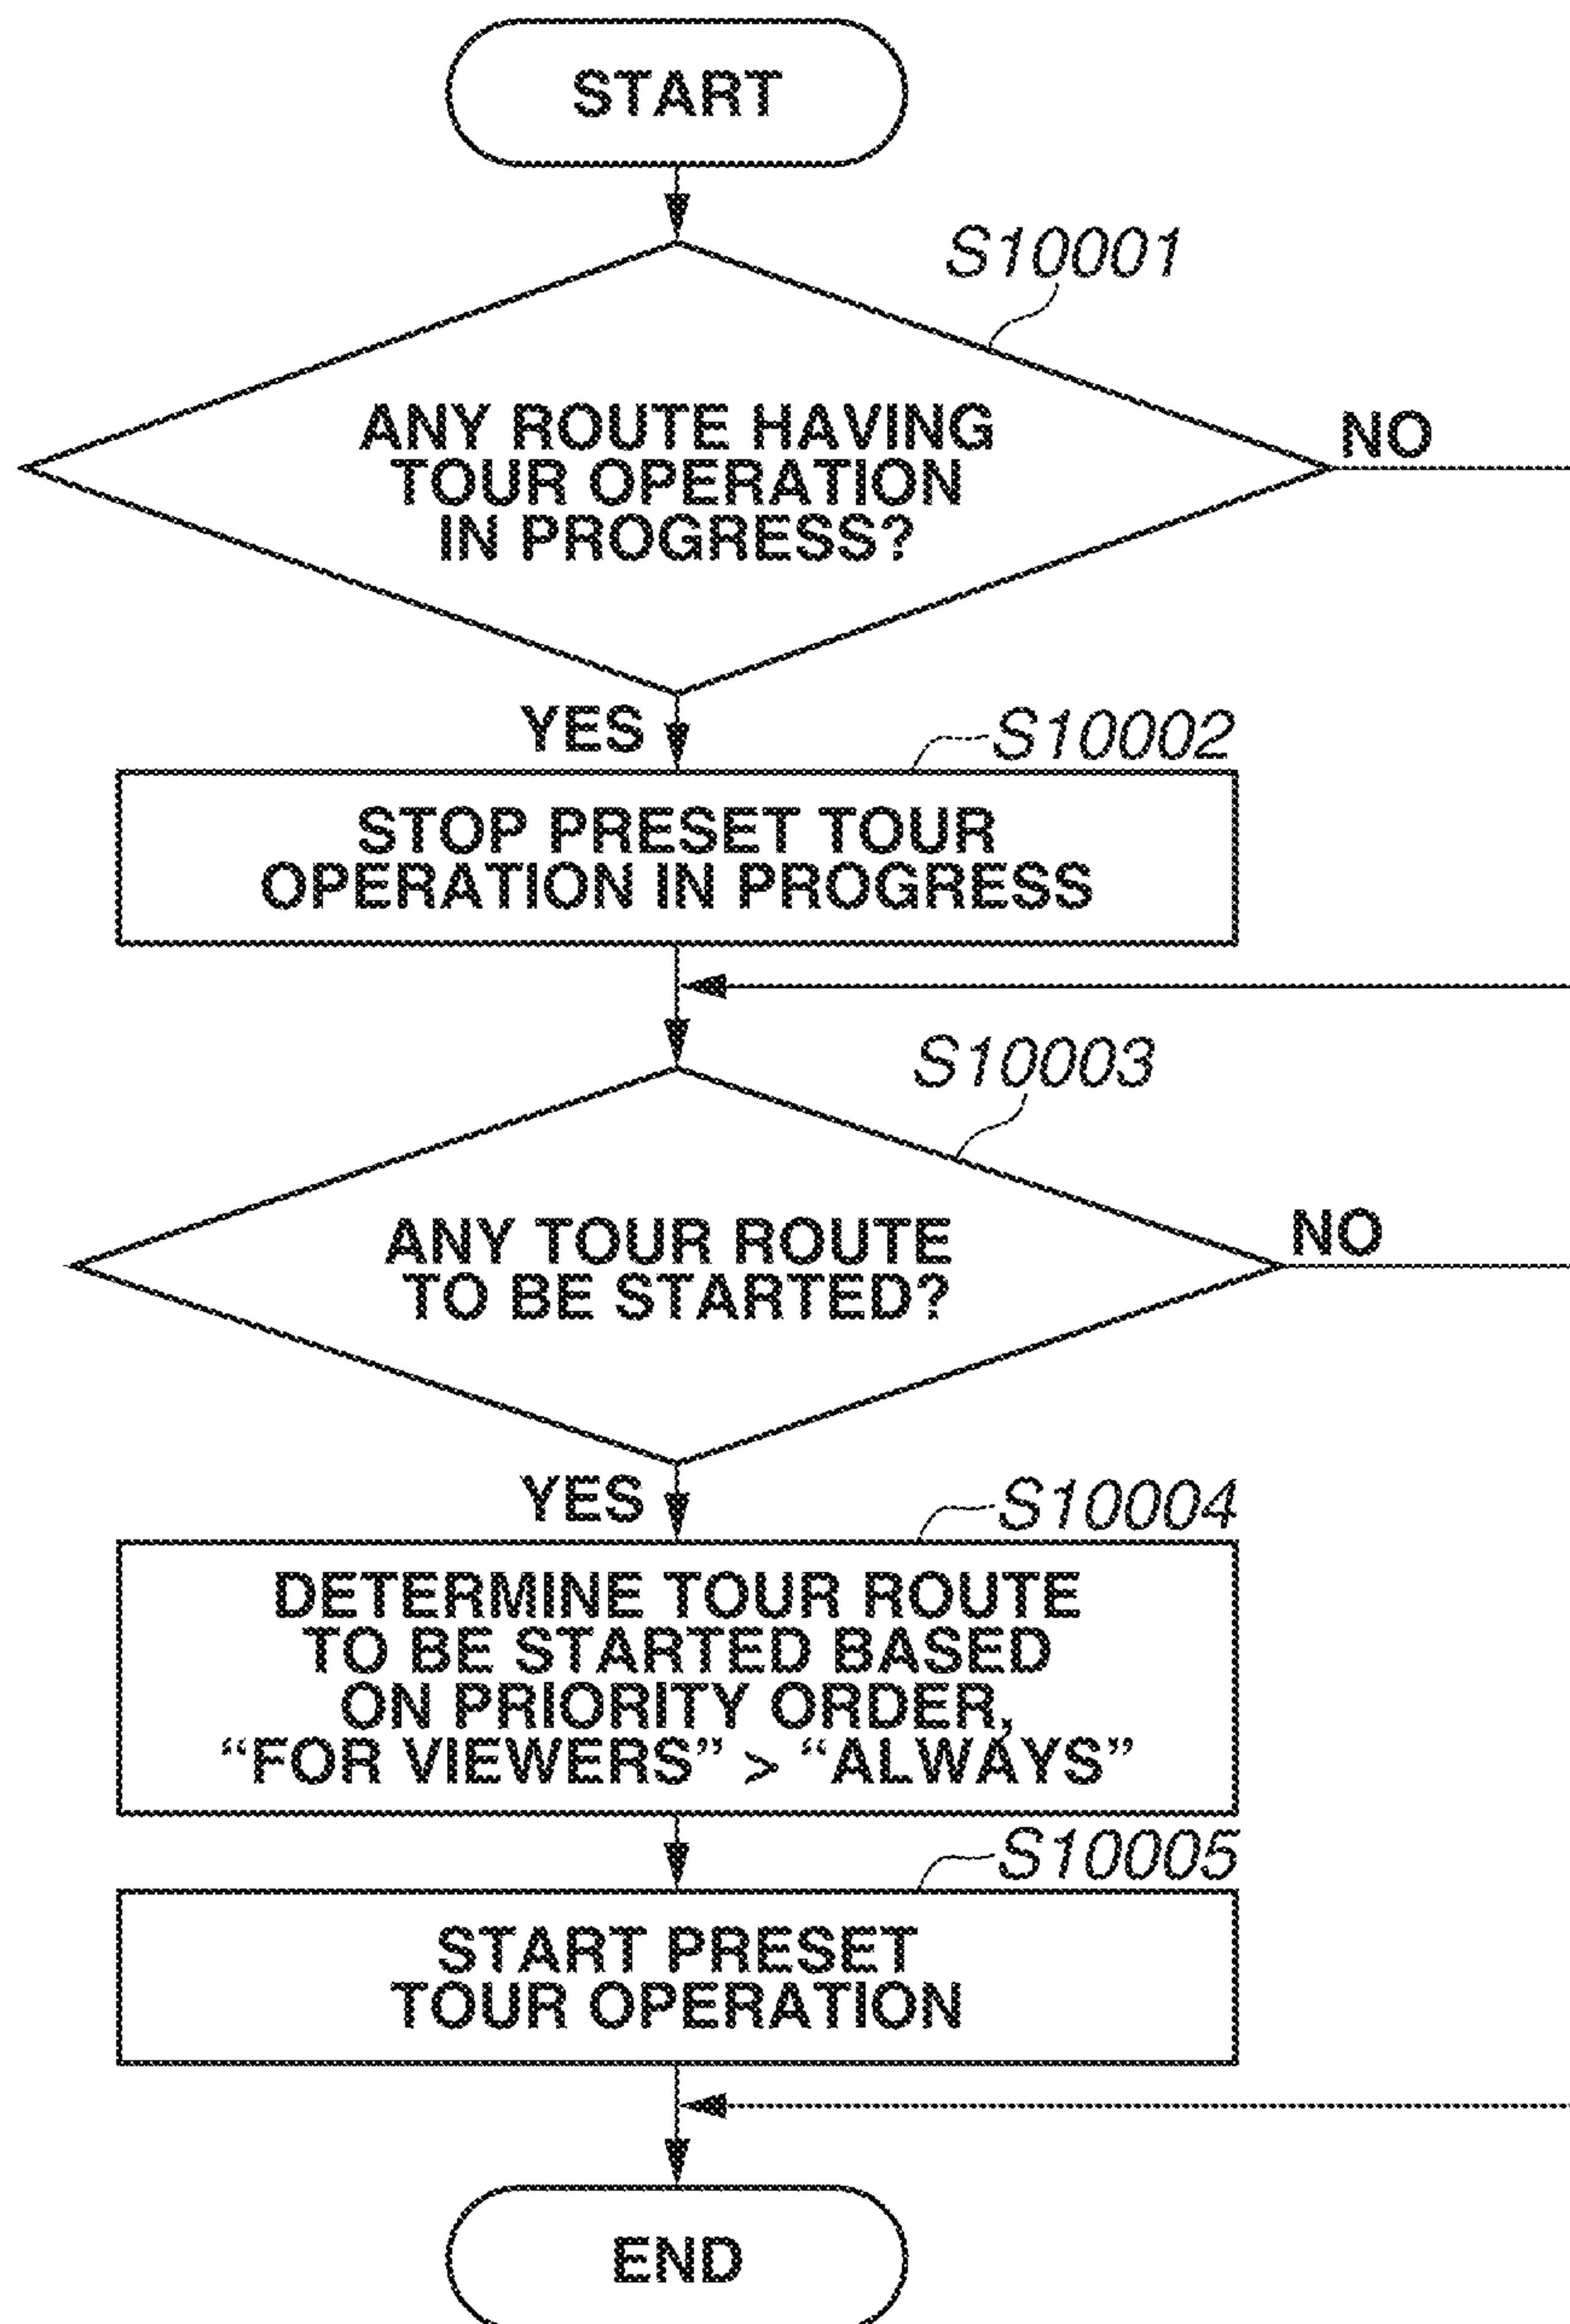 START
S10001
ANY ROUTE HAVING
TOUR OPERATION
IN PROGRESS?
NO
YES
S10002
STOP PRESET TOUR
OPERATION IN PROGRESS
S10003
ANY TOUR ROUTE
TO BE STARTED?
NO
YES
S10004
DETERMINE TOUR ROUTE
TO BE STARTED BASED
ON PRIORITY ORDER,
“FOR VIEWERS” > “ALWAYS”
S10005
START PRESET
TOUR OPERATION
END